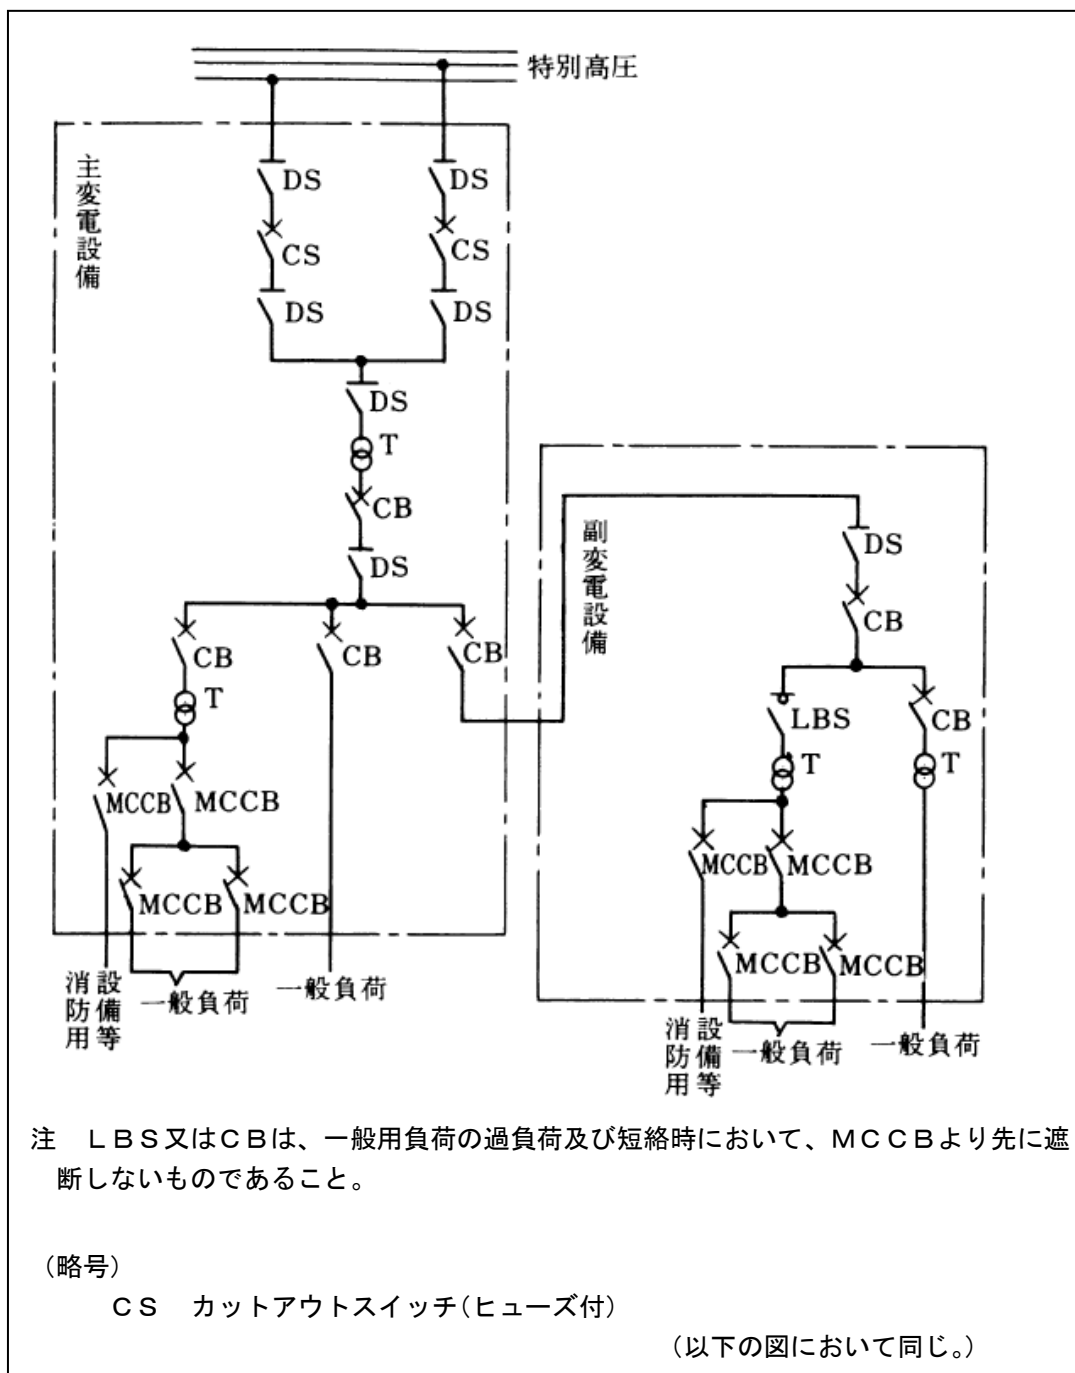 特別高圧
主変電設備
DS
DS
CS
CS
DS
DS
DS
T
CB
DS
CB
CB
CB
T
MCCB
MCCB
MCCB
MCCB
消防用
設備等
一般負荷
一般負荷
副変電設備
DS
CB
LBS
CB
T
T
MCCB
MCCB
MCCB
MCCB
消防用
設備等
一般負荷
一般負荷
注　LBS又はCBは、一般用負荷の過負荷及び短絡時において、MCCBより先に遮
断しないものであること。
（略号）
CS　カットアウトスイッチ（ヒューズ付）
（以下の図において同じ。）